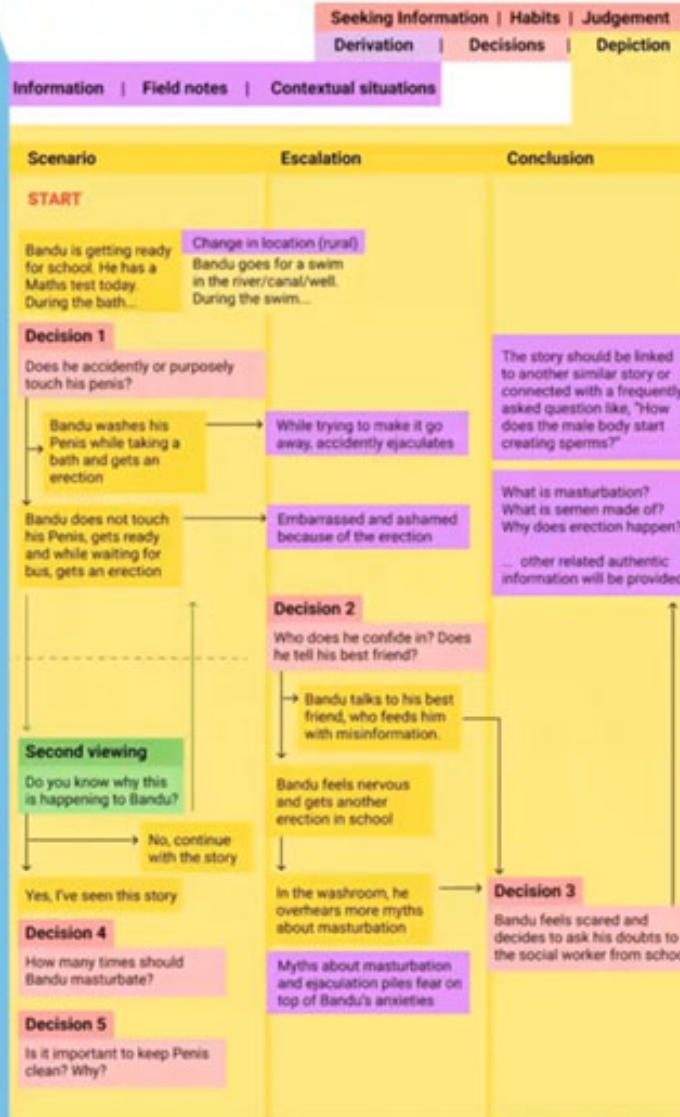 Seeking Information | Habits | Judgement
Derivation | Decisions | Depiction
Information | Field notes | Contextual situations
Scenario
Escalation
Conclusion
START
Bandu is getting ready
for school. He has a
Maths test today.
During the bath...
Change in location (rural)
Bandu goes for a swim
in the river/canal/well.
During the swim...
Decision 1
Does he accidently or purposely
touch his penis?
Bandu washes his
Penis while taking a
bath and gets an
erection
While trying to make it go
away, accidently ejaculates
Bandu does not touch
his Penis, gets ready
and while waiting for
bus, gets an erection
Embarrassed and ashamed
because of the erection
The story should be linked
to another similar story or
connected with a frequently
asked question like, "How
does the male body start
creating sperms?"
What is masturbation?
What is semen made of?
Why does erection happen?
... other related authentic
information will be provided
Decision 2
Who does he confide in? Does
he tell his best friend?
Bandu talks to his best
friend, who feeds him
with misinformation.
Bandu feels nervous
and gets another
erection in school
In the washroom, he
overhears more myths
about masturbation
Myths about masturbation
and ejaculation piles fear on
top of Bandu's anxieties
Second viewing
Do you know why this
is happening to Bandu?
No, continue
with the story
Yes, I've seen this story
Decision 3
Bandu feels scared and
decides to ask his doubts to
the social worker from schoo
Decision 4
How many times should
Bandu masturbate?
Decision 5
Is it important to keep Penis
clean? Why?